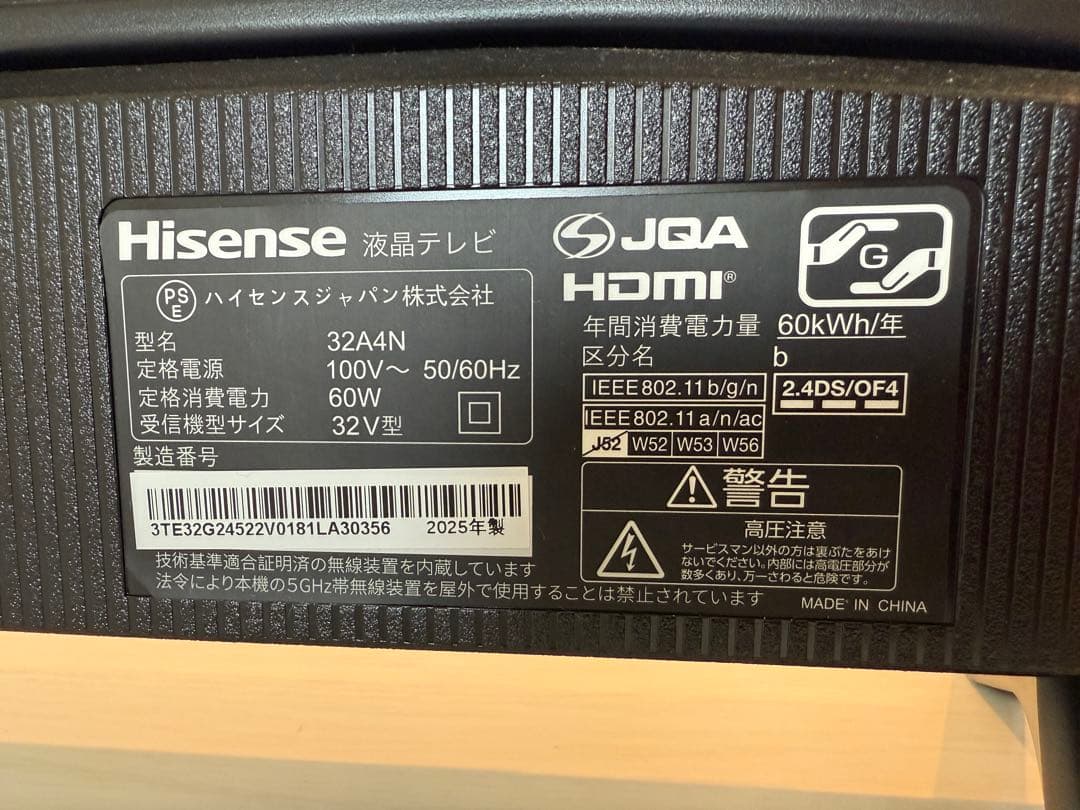 Hisense 液晶テレビ
PSE ハイセンスジャパン株式会社
型名 32A4N
定格電源 100V～ 50/60Hz
定格消費電力 60W
受信機型サイズ 32V型
製造番号
3TE32G24522V0181LA30356 2025年製
技術基準適合証明済の無線装置を内蔵しています
法令により本機の5GHz帯無線装置を屋外で使用することは禁止されています
JQA
HDMI®
G
年間消費電力量 60kWh/年
区分名 b
IEEE802.11b/g/n 2.4DS/OF4
IEEE802.11a/n/ac
J52 W52 W53 W56
警告
高圧注意
サービスマン以外の方は裏ぶたをあけ
ないでください。内部には高電圧部分が
数多くあり、万一さわると危険です。
MADE IN CHINA